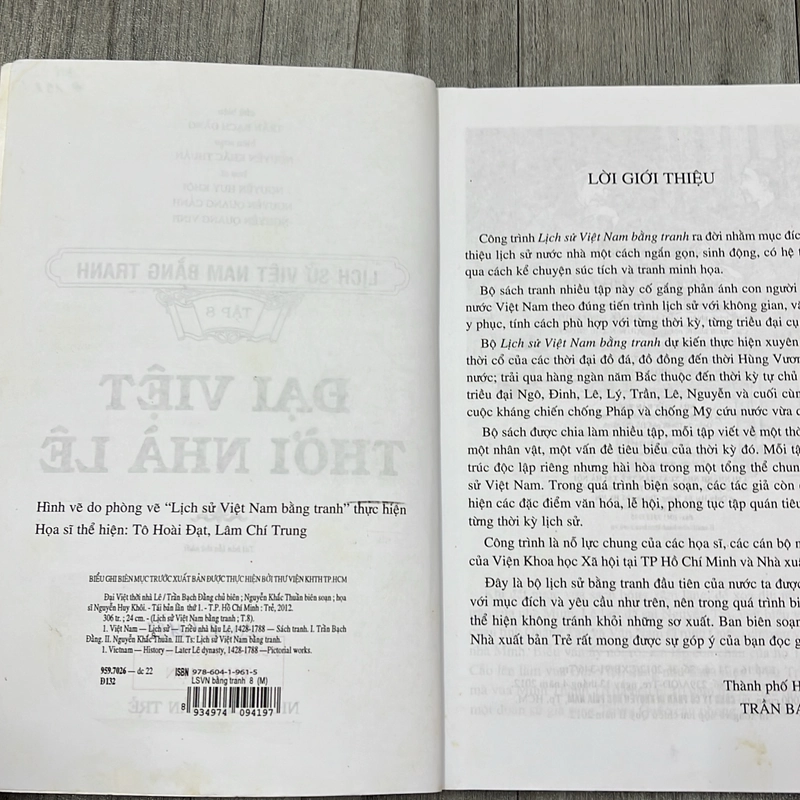 Hình vẽ do phòng vẽ “Lịch sử Việt Nam bằng tranh” thực hiện
Họa sĩ thể hiện: Tô Hoài Đạt, Lâm Chí Trung
BIỂU GHI BIÊN MỤC TRƯỚC XUẤT BẢN ĐƯỢC THỰC HIỆN BỞI THƯ VIỆN KHTH TP.HCM
Đại Việt thời nhà Lê / Trần Bạch Đằng chủ biên ; Nguyễn Khắc Thuần biên soạn ; họa
sĩ Nguyễn Huy Khôi. - Tái bản lần thứ 1. - T.P. Hồ Chí Minh : Trẻ, 2012.
306 tr. ; 24 cm. - (Lịch sử Việt Nam bằng tranh ; T.8).
1. Việt Nam — Lịch sử — Triều nhà hậu Lê, 1428-1788 — Sách tranh. I. Trần Bạch
Đằng. II. Nguyễn Khắc Thuần. III. Ts: Lịch sử Việt Nam bằng tranh.
1. Vietnam — History — Later Lê dynasty, 1428-1788 —Pictorial works.
959.7026 — dc 22
Đ132
ISBN 978-604-1-961-5
LSVN bằng tranh 8 (M)
8 934974 094197
LỜI GIỚI THIỆU
Công trình Lịch sử Việt Nam bằng tranh ra đời nhằm mục đíc
thiệu lịch sử nước nhà một cách ngắn gọn, sinh động, có hệ t
qua cách kể chuyện súc tích và tranh minh họa.
Bộ sách tranh nhiều tập này cố gắng phản ánh con người
nước Việt Nam theo đúng tiến trình lịch sử với không gian, vă
y phục, tính cách phù hợp với từng thời kỳ, từng triều đại cụ
Bộ Lịch sử Việt Nam bằng tranh dự kiến thực hiện xuyên
thời cổ của các thời đại đồ đá, đồ đồng đến thời Hùng Vươn
nước; trải qua hàng ngàn năm Bắc thuộc đến thời kỳ tự chủ
triều đại Ngô, Đinh, Lê, Lý, Trần, Lê, Nguyễn và cuối cùn
cuộc kháng chiến chống Pháp và chống Mỹ cứu nước vừa q
Bộ sách được chia làm nhiều tập, mỗi tập viết về một thờ
một nhân vật, một vấn đề tiêu biểu của thời kỳ đó. Mỗi tậ
trúc độc lập riêng nhưng hài hòa trong một tổng thể chun
sử Việt Nam. Trong quá trình biên soạn, các tác giả còn
hiện các đặc điểm văn hóa, lễ hội, phong tục tập quán tiêu
từng thời kỳ lịch sử.
Công trình là nỗ lực chung của các họa sĩ, các cán bộ n
của Viện Khoa học Xã hội tại TP Hồ Chí Minh và Nhà xuấ
Đây là bộ lịch sử bằng tranh đầu tiên của nước ta được
với mục đích và yêu cầu như trên, nên trong quá trình bi
thể hiện không tránh khỏi những sơ xuất. Ban biên soạn
Nhà xuất bản Trẻ rất mong được sự góp ý của bạn đọc g
Thành phố H
TRẦN BA